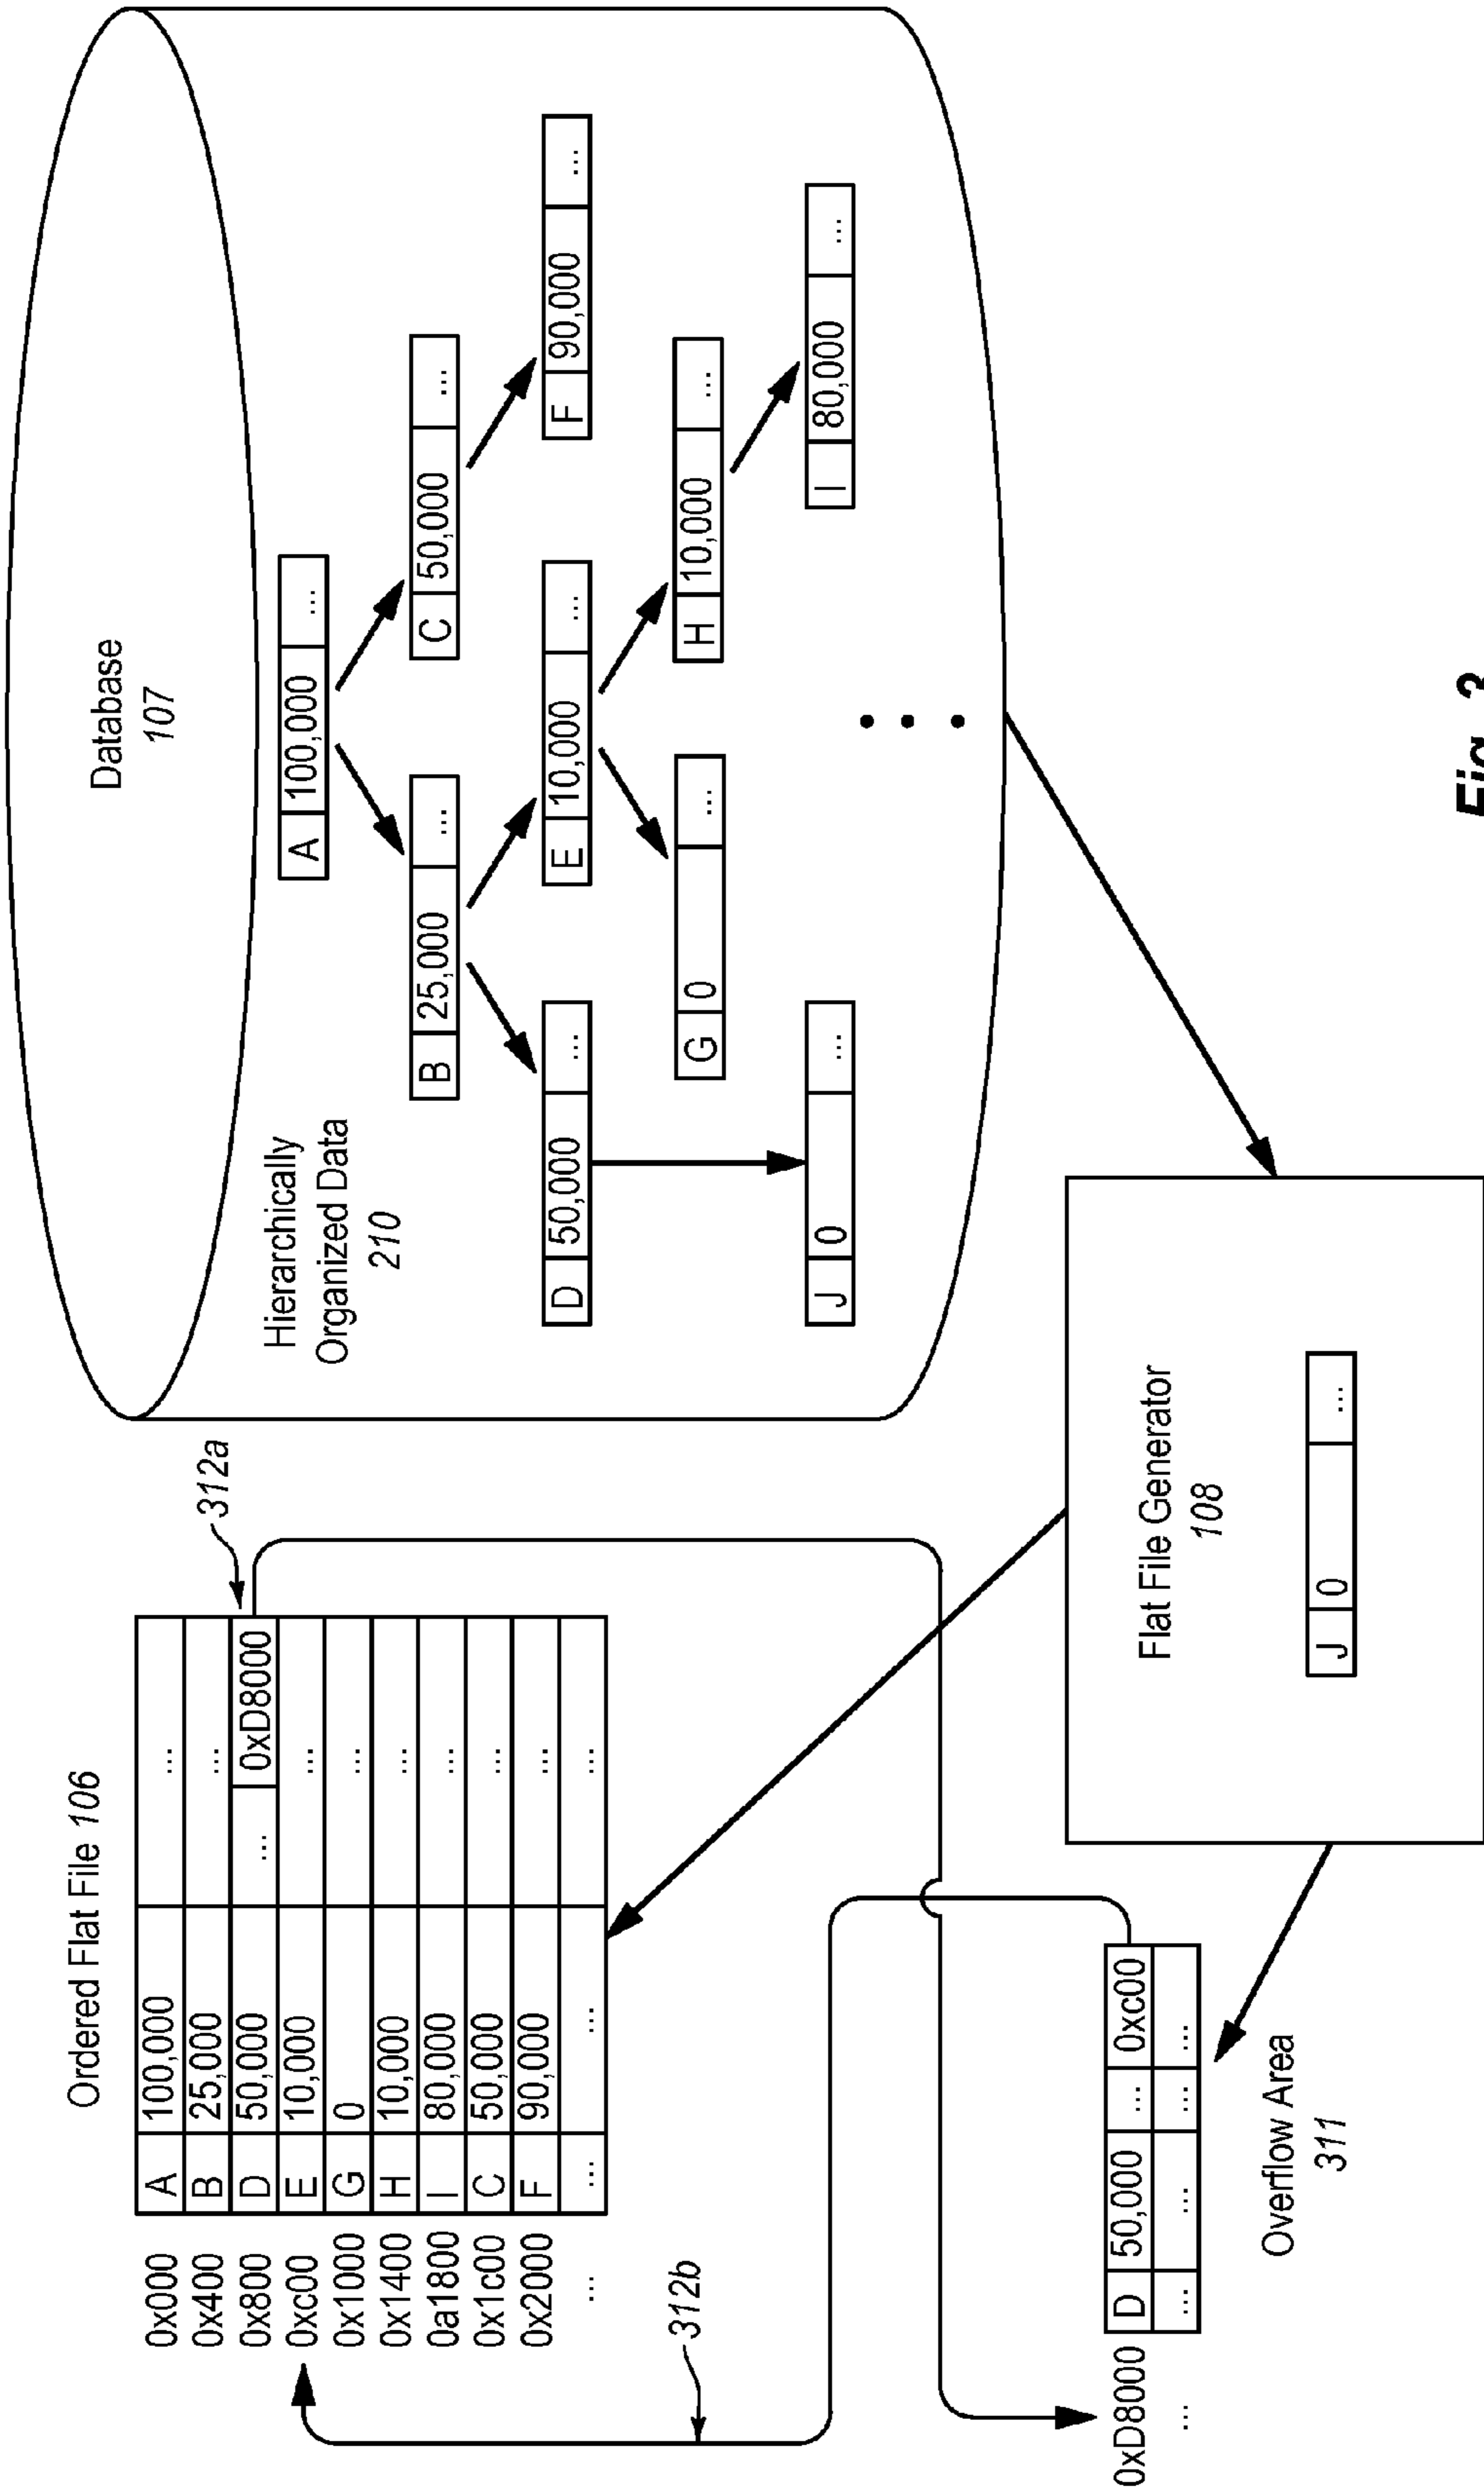 Ordered Flat File 106
0x000 A 100,000 ...
0x400 B 25,000 ...
0x800 D 50,000 ... 0xD8000
0xc00 E 10,000 ...
0x1000 G 0 ...
0x1400 H 10,000 ...
0a1800 I 80,000 ...
0x1c00 C 50,000 ...
0x2000 F 90,000 ...
... ... ... ...
312a
312b
0xD8000 D 50,000 ... 0xc00
... ... ... ... ...
Overflow Area
311
Database
107
Hierarchically
Organized Data
210
A 100,000 ...
B 25,000 ...
C 50,000 ...
D 50,000 ...
E 10,000 ...
F 90,000 ...
G 0 ...
H 10,000 ...
J 0 ...
I 80,000 ...
Flat File Generator
108
J 0 ...
Fig. 3